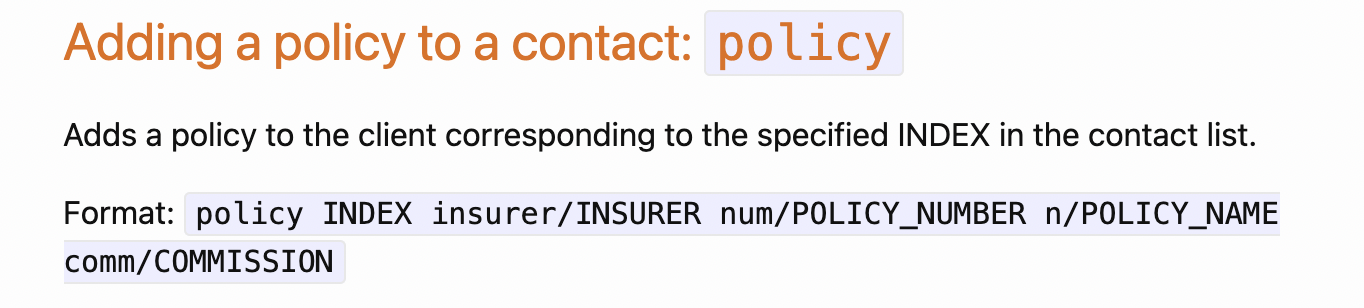 Adding a policy to a contact: policy
Adds a policy to the client corresponding to the specified INDEX in the contact list.
Format: policy INDEX insurer/INSURER num/POLICY_NUMBER n/POLICY_NAME
comm/COMMISSION